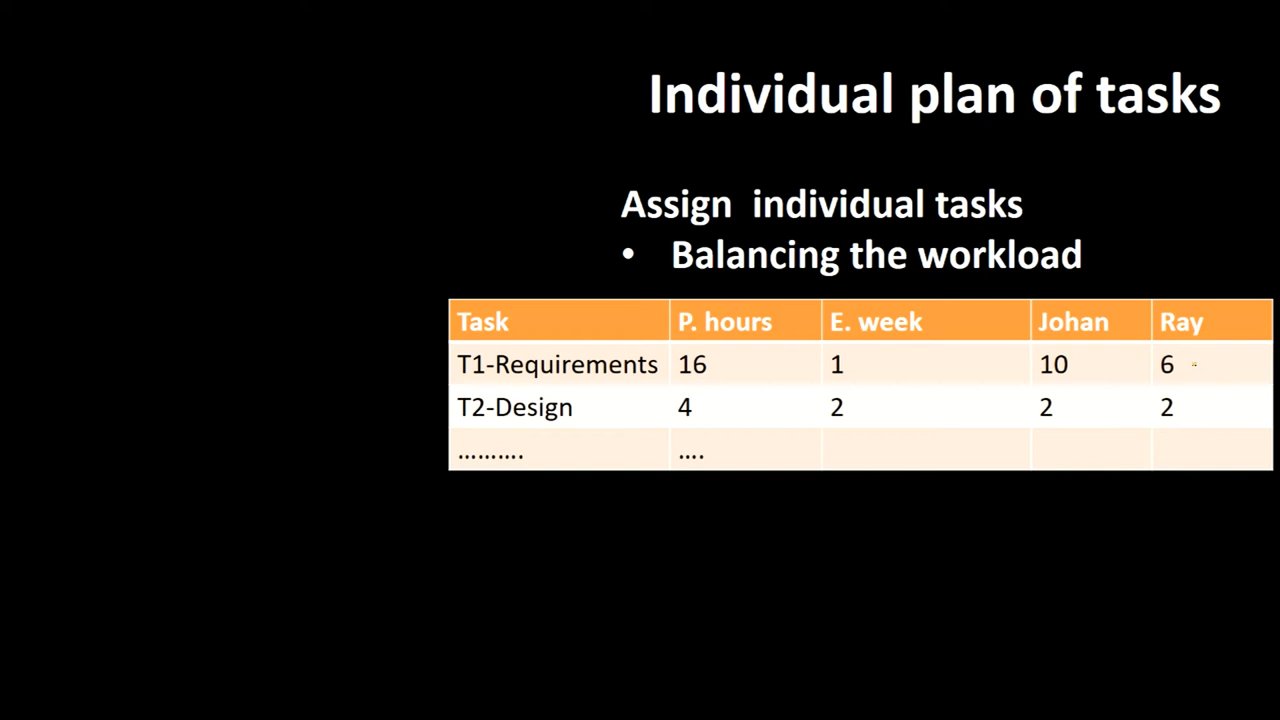 Individual plan of tasks
Assign individual tasks
• Balancing the workload
Task P. hours E. week Johan Ray
T1-Requirements 16 1 10 6
T2-Design 4 2 2 2
.......... ....